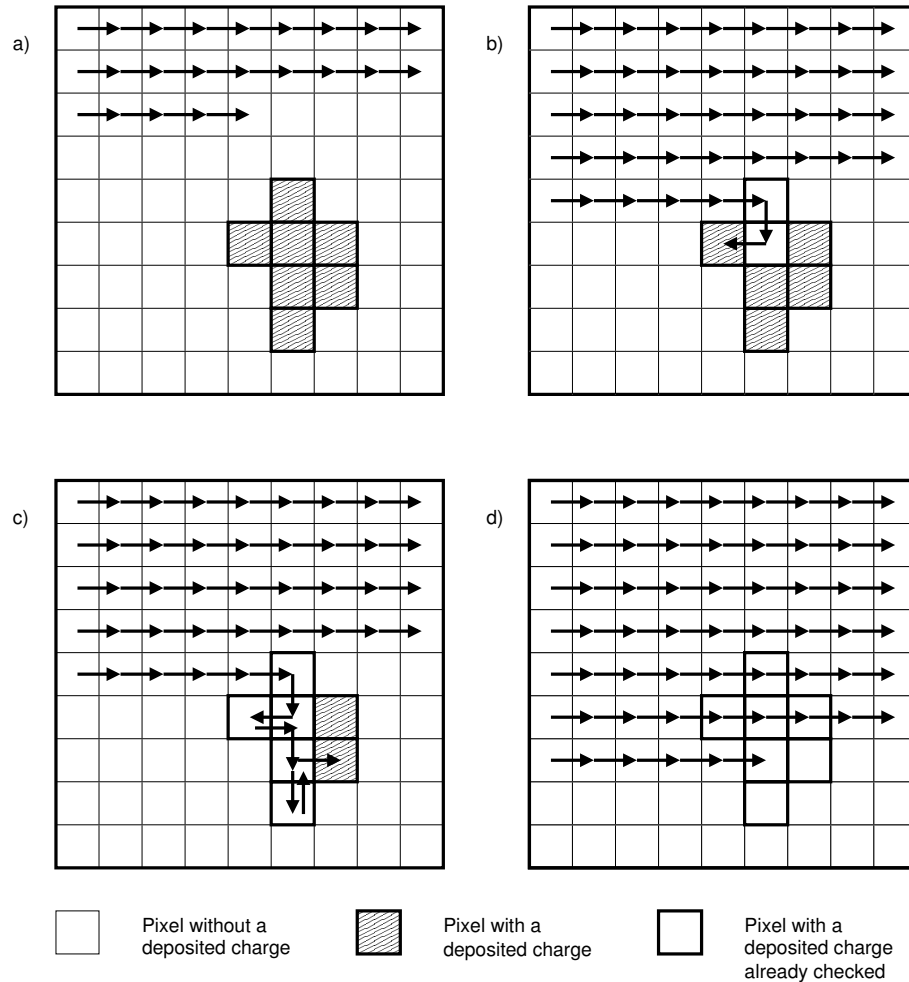 a)
b)
c)
d)
Pixel without a
deposited charge
Pixel with a
deposited charge
Pixel with a
deposited charge
already checked